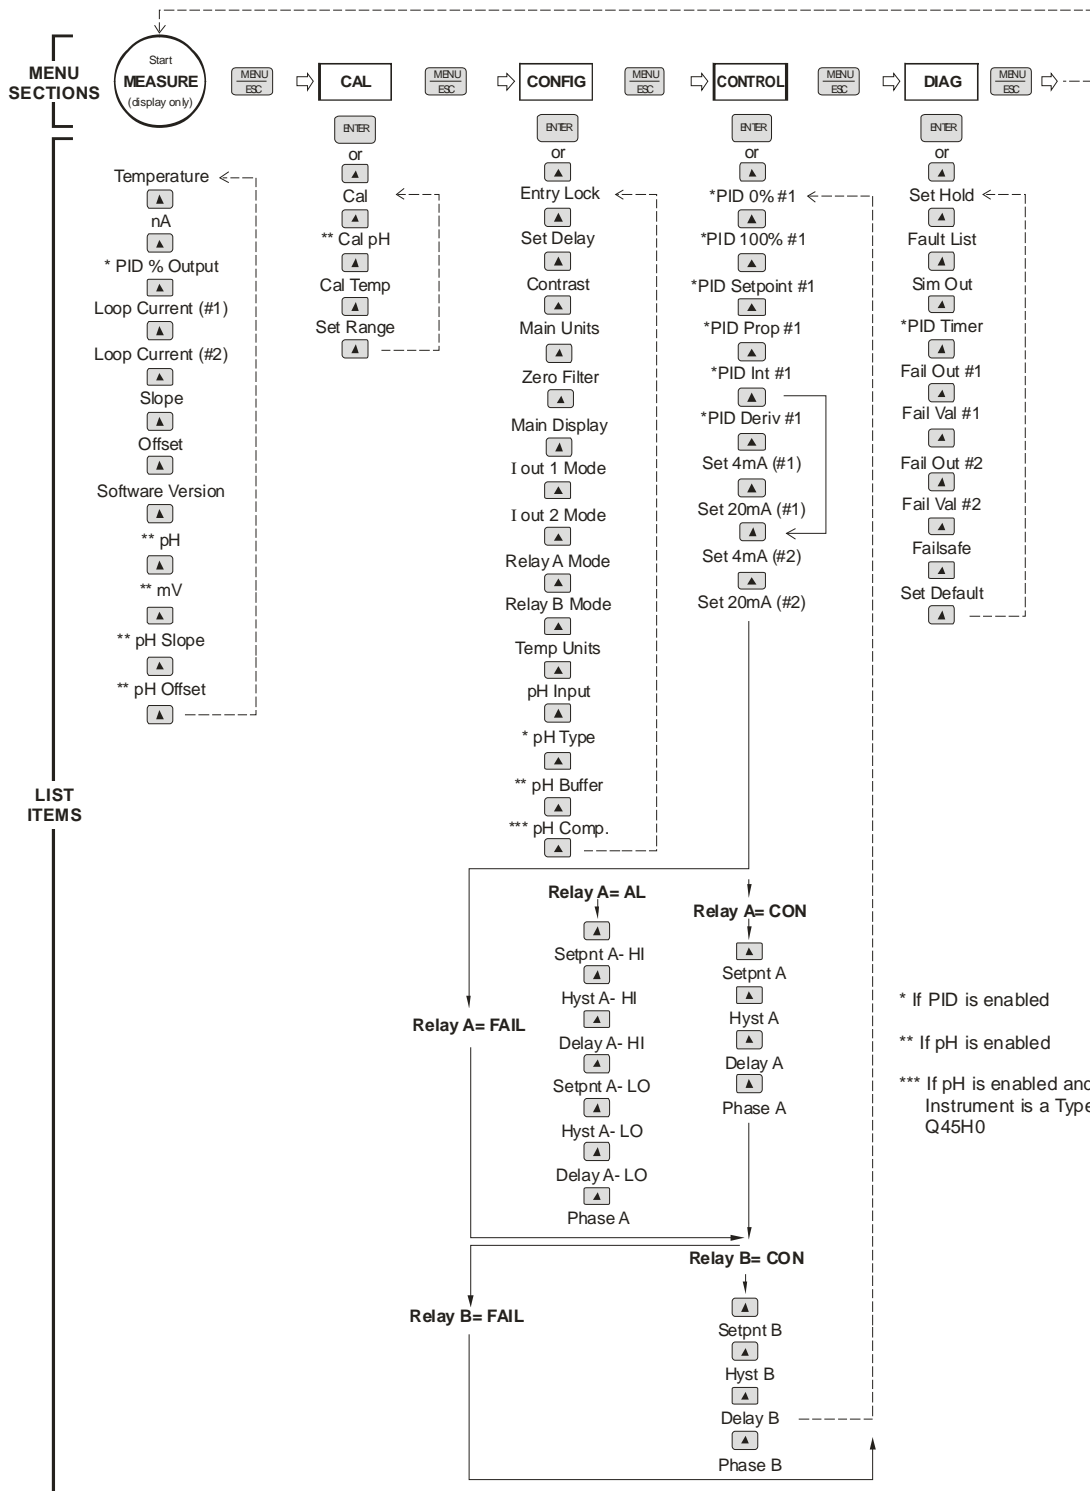 MENU
SECTIONS
Start
MEASURE
(display only)
MENU
ESC
CAL
MENU
ESC
CONFIG
MENU
ESC
CONTROL
MENU
ESC
DIAG
MENU
ESC
LIST
ITEMS
Temperature
nA
* PID % Output
Loop Current (#1)
Loop Current (#2)
Slope
Offset
Software Version
** pH
** mV
** pH Slope
** pH Offset
ENTER
or
Cal
** Cal pH
Cal Temp
Set Range
ENTER
or
Entry Lock
Set Delay
Contrast
Main Units
Zero Filter
Main Display
I out 1 Mode
I out 2 Mode
Relay A Mode
Relay B Mode
Temp Units
pH Input
* pH Type
** pH Buffer
*** pH Comp.
ENTER
or
*PID 0% #1
*PID 100% #1
*PID Setpoint #1
*PID Prop #1
*PID Int #1
*PID Deriv #1
Set 4mA (#1)
Set 20mA (#1)
Set 4mA (#2)
Set 20mA (#2)
ENTER
or
Set Hold
Fault List
Sim Out
*PID Timer
Fail Out #1
Fail Val #1
Fail Out #2
Fail Val #2
Failsafe
Set Default
Relay A= FAIL
Relay A= AL
Setpnt A- HI
Hyst A- HI
Delay A- HI
Setpnt A- LO
Hyst A- LO
Delay A- LO
Phase A
Relay A= CON
Setpnt A
Hyst A
Delay A
Phase A
Relay B= FAIL
Relay B= CON
Setpnt B
Hyst B
Delay B
Phase B
* If PID is enabled
** If pH is enabled
*** If pH is enabled and
Instrument is a Type
Q45H0